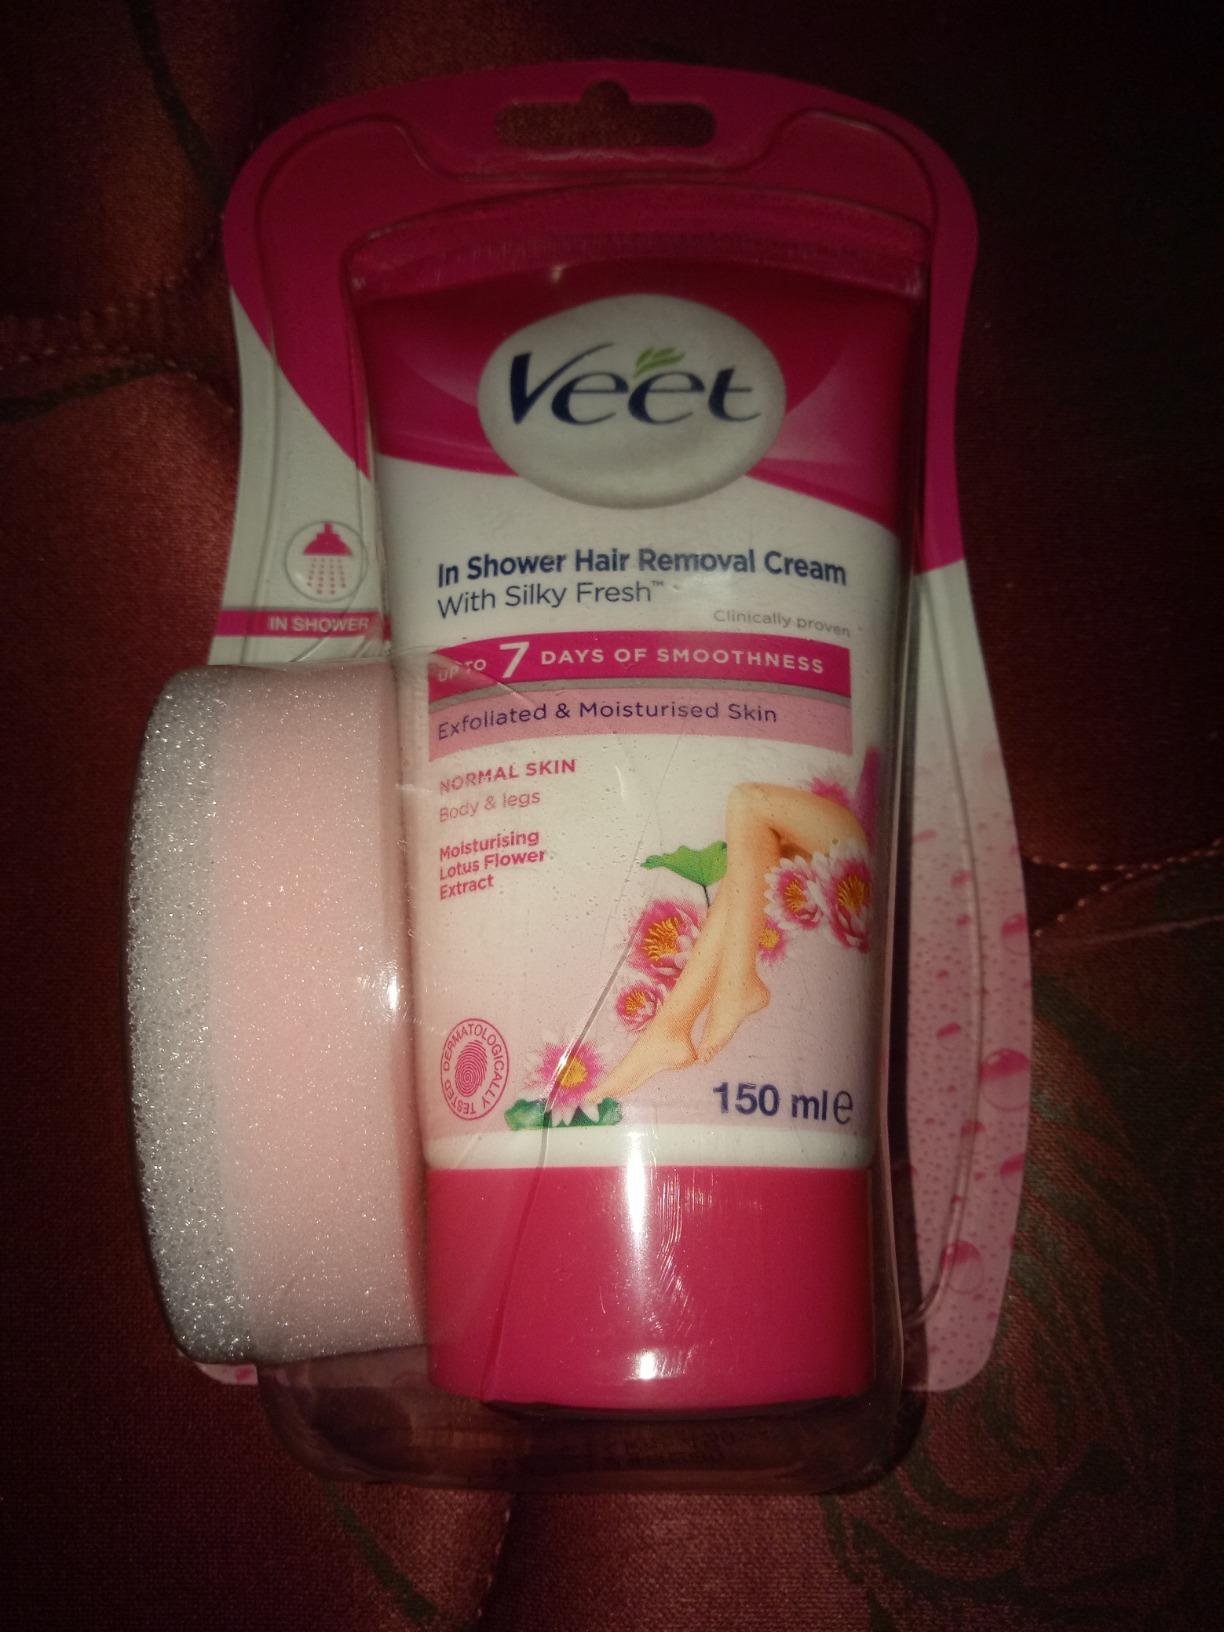 Veet
In Shower Hair Removal Cream
With Silky Fresh™
Clinically proven
IN SHOWER
UP TO 7 DAYS OF SMOOTHNESS
Exfoliated & Moisturised Skin
NORMAL SKIN
Body & legs
Moisturising
Lotus Flower
Extract
DERMATOLOGICALLY TESTED
150 ml e